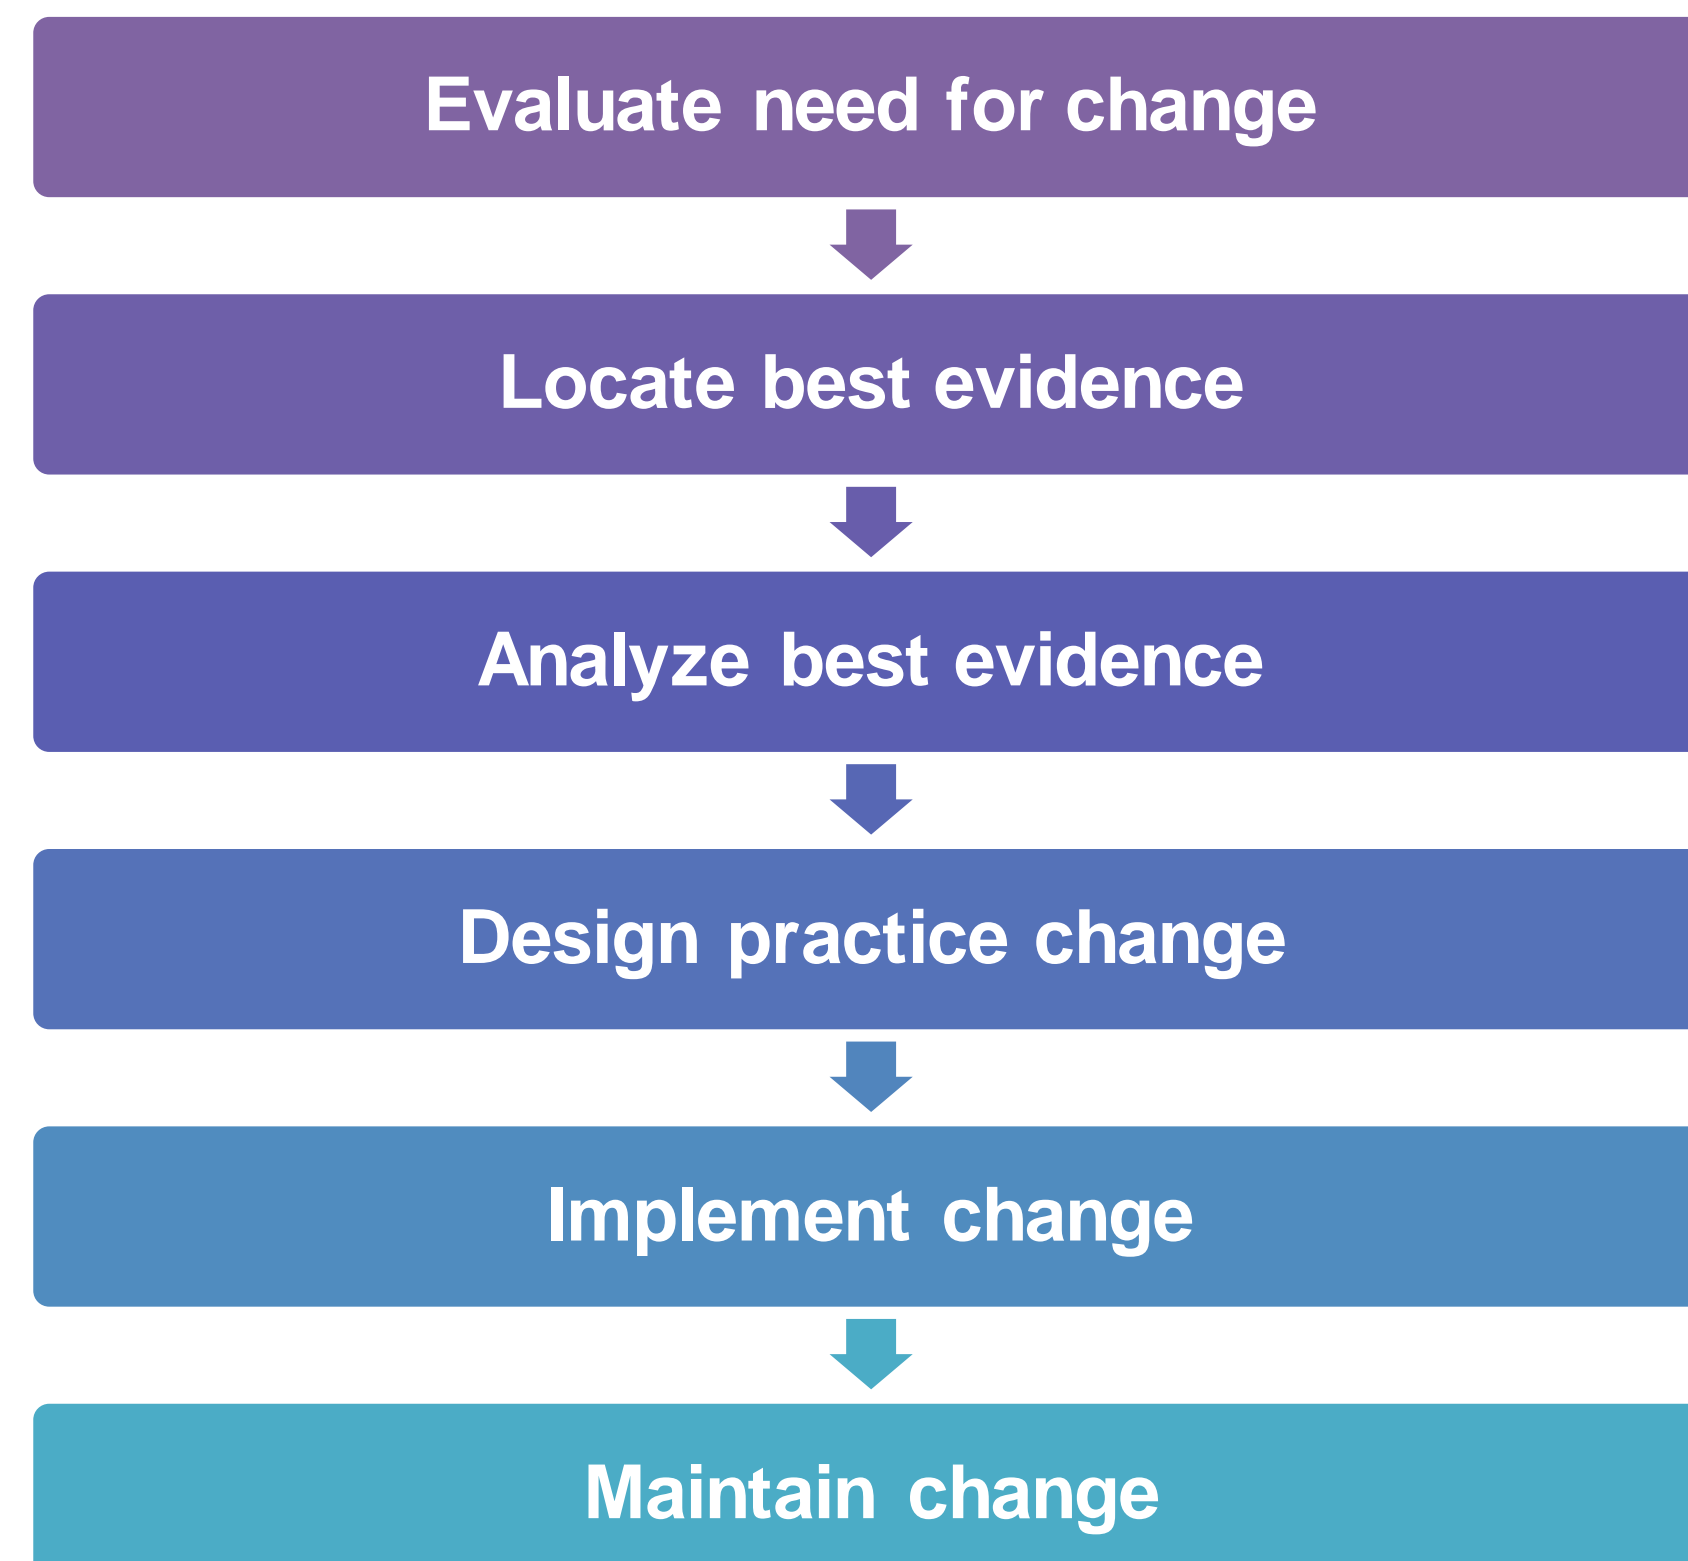 Evaluate need for change
Locate best evidence
Analyze best evidence
Design practice change
Implement change
Maintain change